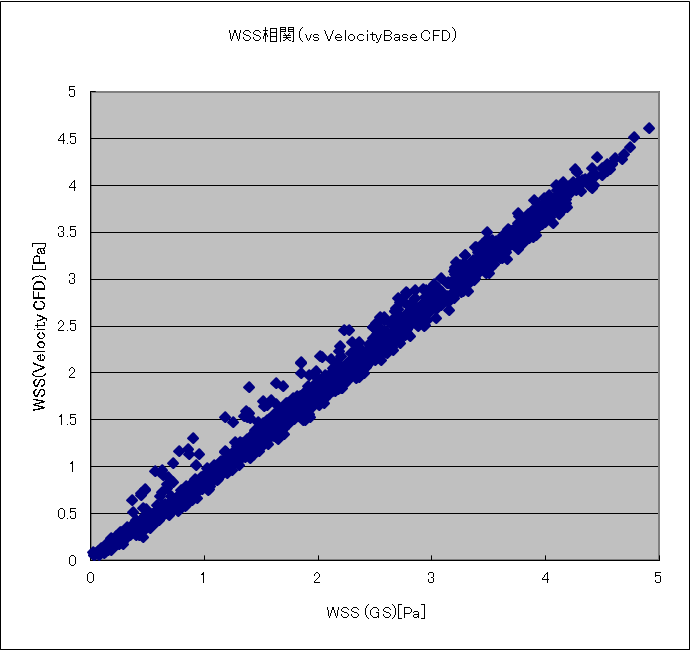 WSS相関（vs VelocityBase CFD）
5
4.5
4
3.5
3
2.5
2
1.5
1
0.5
0
WSS(Velocity CFD) [Pa]
0 1 2 3 4 5
WSS (GS)[Pa]